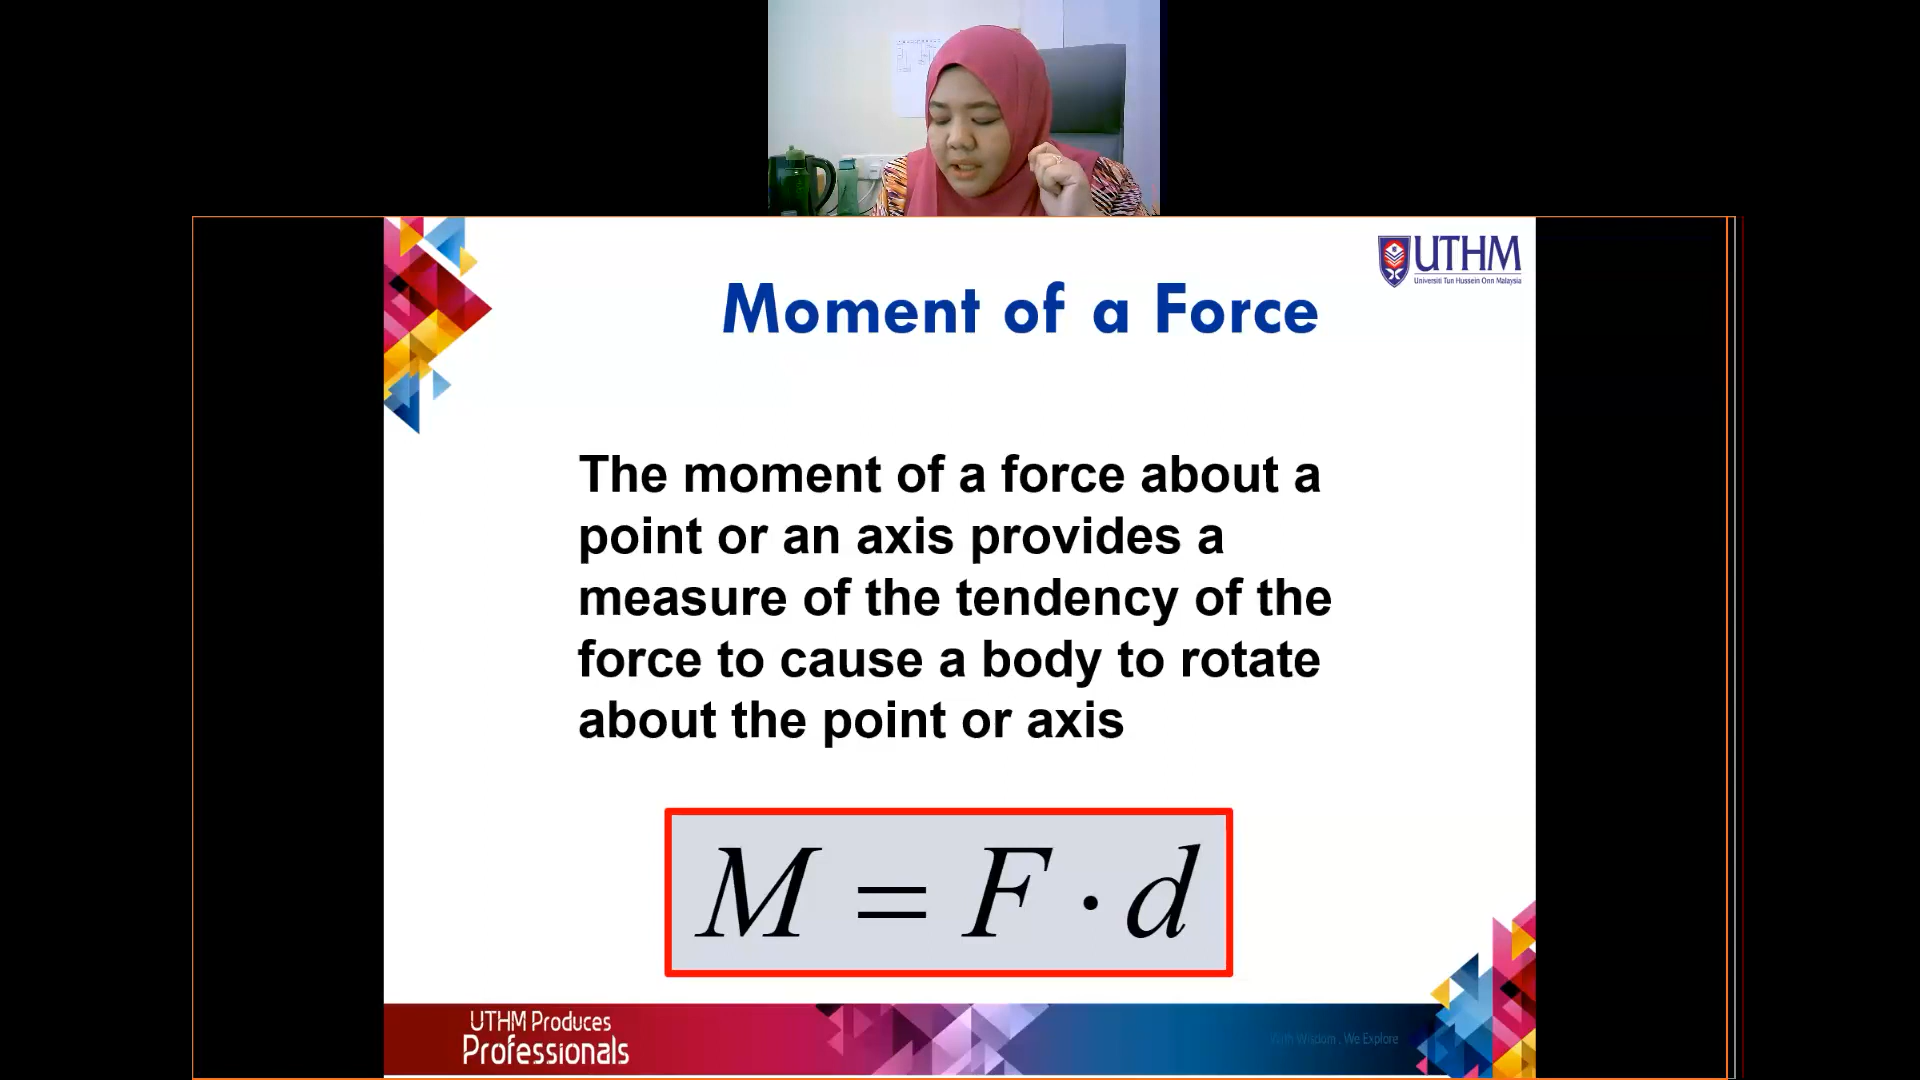 UTHM
Universiti Tun Hussein Onn Malaysia
Moment of a Force
The moment of a force about a
point or an axis provides a
measure of the tendency of the
force to cause a body to rotate
about the point or axis
M = F · d
UTHM Produces
Professionals
With Wisdom . We Explore